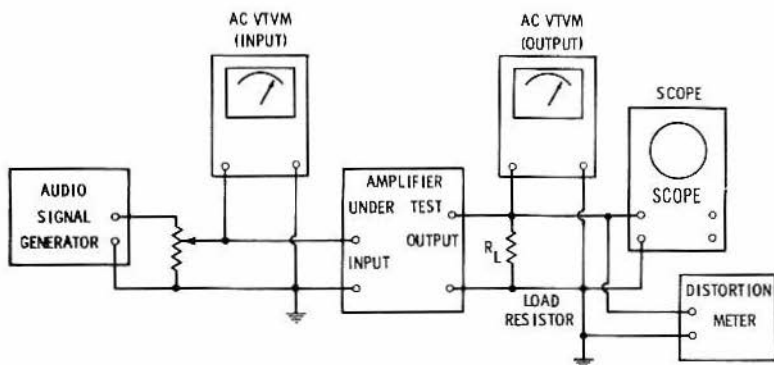 AC VTVM
(INPUT)
AC VTVM
(OUTPUT)
SCOPE
SCOPE
AUDIO
SIGNAL
GENERATOR
AMPLIFIER
UNDER TEST
OUTPUT
INPUT
RL
LOAD
RESISTOR
DISTORTION
METER